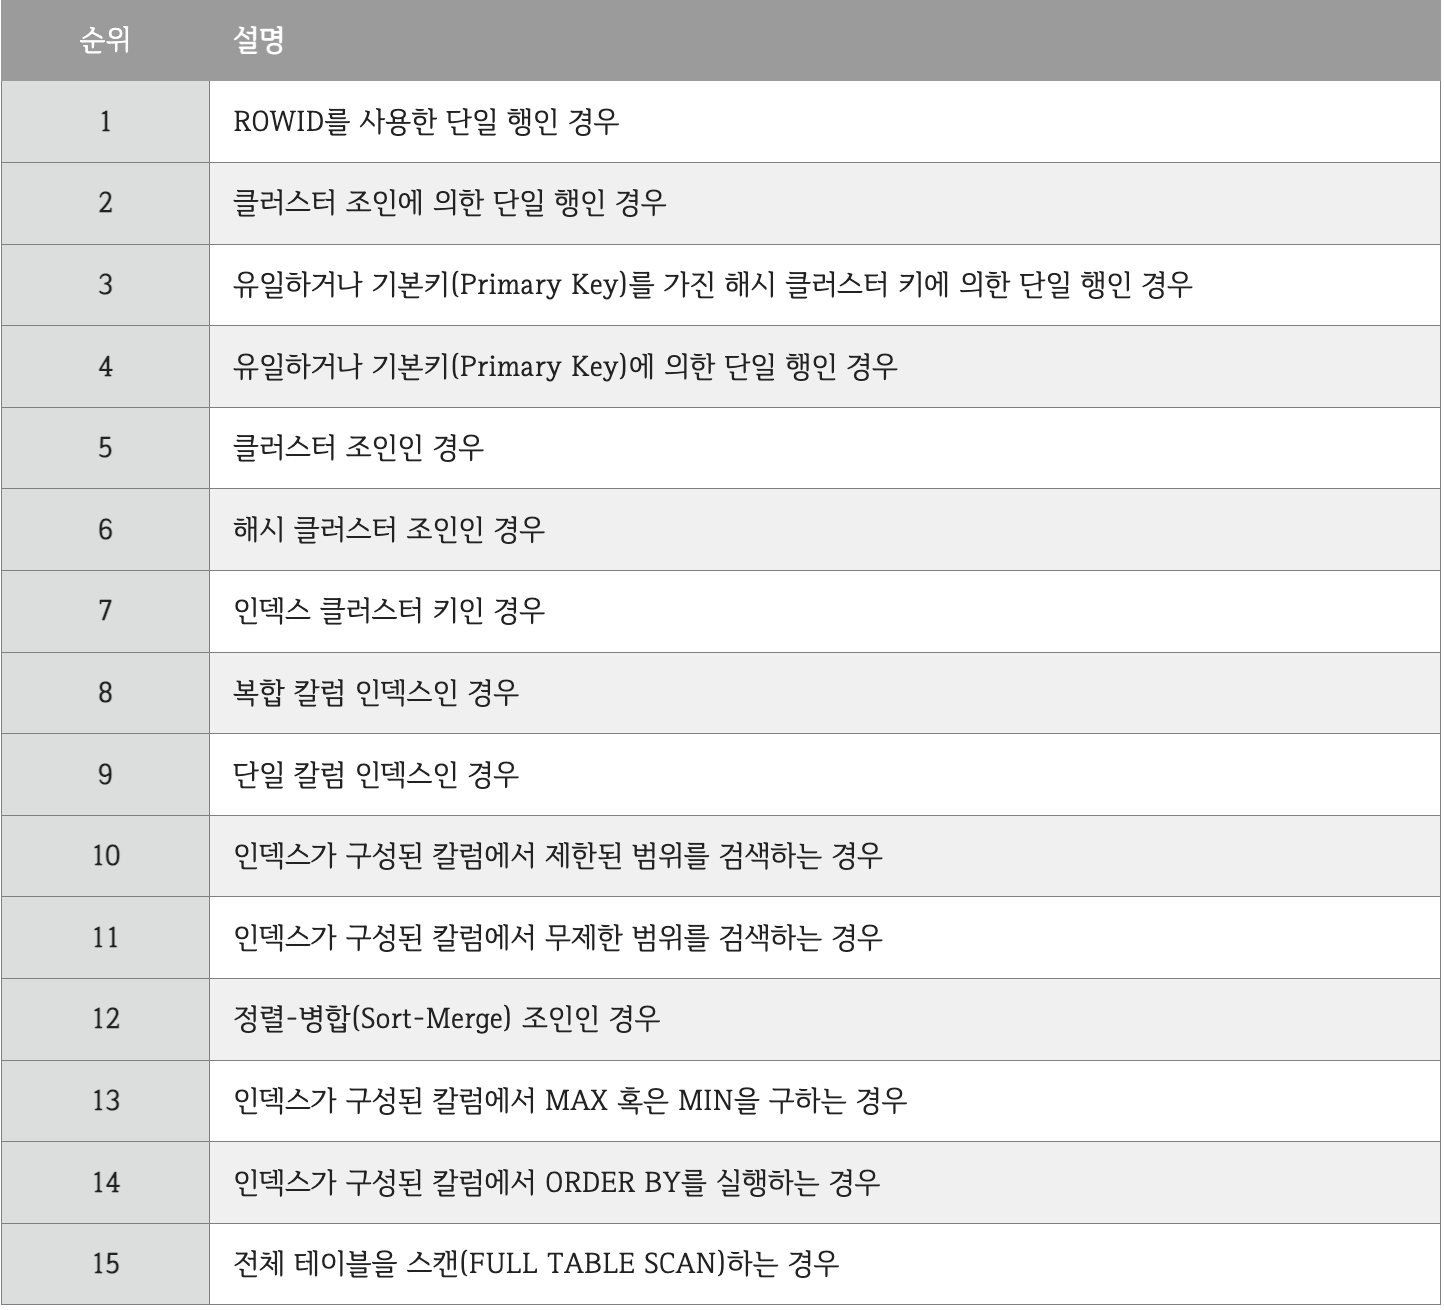 순위 설명
1 ROWID를 사용한 단일 행인 경우
2 클러스터 조인에 의한 단일 행인 경우
3 유일하거나 기본키(Primary Key)를 가진 해시 클러스터 키에 의한 단일 행인 경우
4 유일하거나 기본키(Primary Key)에 의한 단일 행인 경우
5 클러스터 조인인 경우
6 해시 클러스터 조인인 경우
7 인덱스 클러스터 키인 경우
8 복합 칼럼 인덱스인 경우
9 단일 칼럼 인덱스인 경우
10 인덱스가 구성된 칼럼에서 제한된 범위를 검색하는 경우
11 인덱스가 구성된 칼럼에서 무제한 범위를 검색하는 경우
12 정렬-병합(Sort-Merge) 조인인 경우
13 인덱스가 구성된 칼럼에서 MAX 혹은 MIN을 구하는 경우
14 인덱스가 구성된 칼럼에서 ORDER BY를 실행하는 경우
15 전체 테이블을 스캔(FULL TABLE SCAN)하는 경우